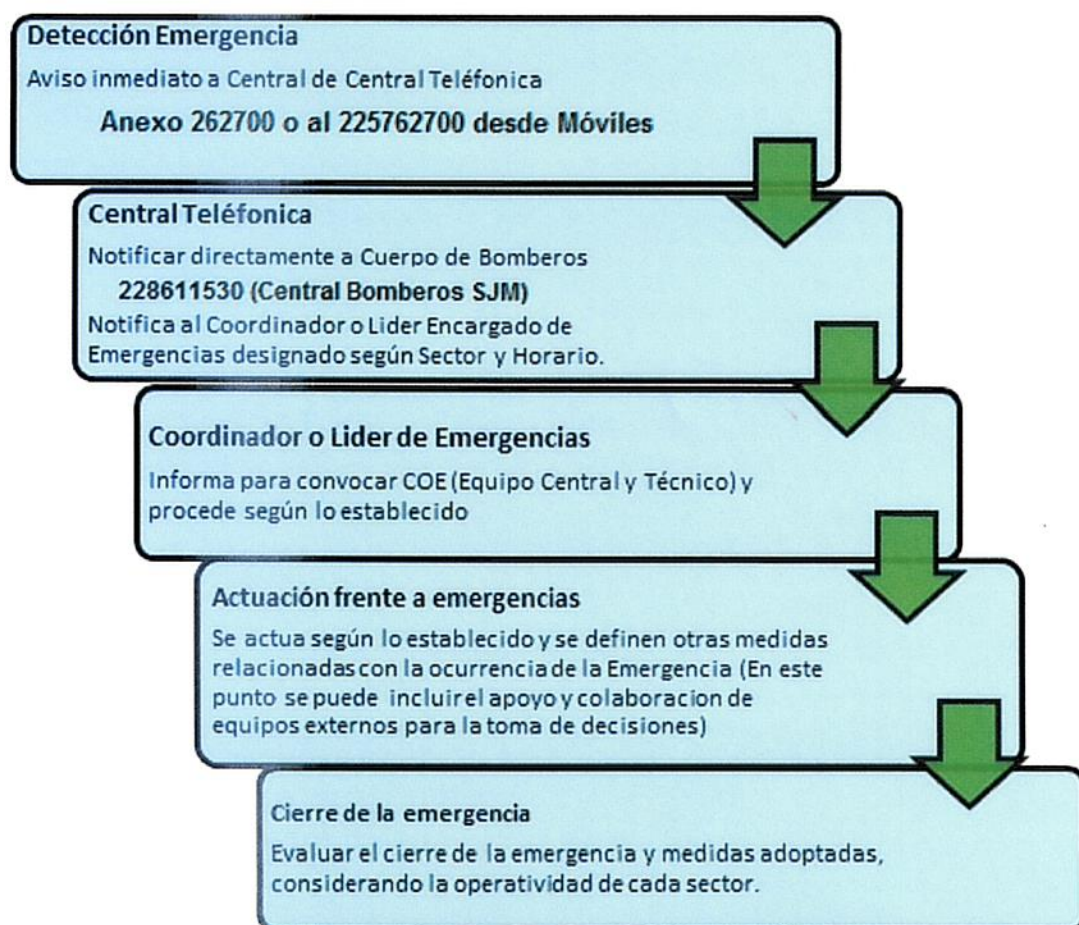 Detección Emergencia
Aviso inmediato a Central de Central Teléfonica
Anexo 262700 o al 225762700 desde Móviles
Central Teléfonica
Notificar directamente a Cuerpo de Bomberos
228611530 (Central Bomberos SJM)
Notifica al Coordinador o Lider Encargado de
Emergencias designado según Sector y Horario.
Coordinador o Lider de Emergencias
Informa para convocar COE (Equipo Central y Técnico) y
procede según lo establecido
Actuación frente a emergencias
Se actua según lo establecido y se definen otras medidas
relacionadas con la ocurrencia de la Emergencia (En este
punto se puede incluir el apoyo y colaboracion de
equipos externos para la toma de decisiones)
Cierre de la emergencia
Evaluar el cierre de la emergencia y medidas adoptadas,
considerando la operatividad de cada sector.